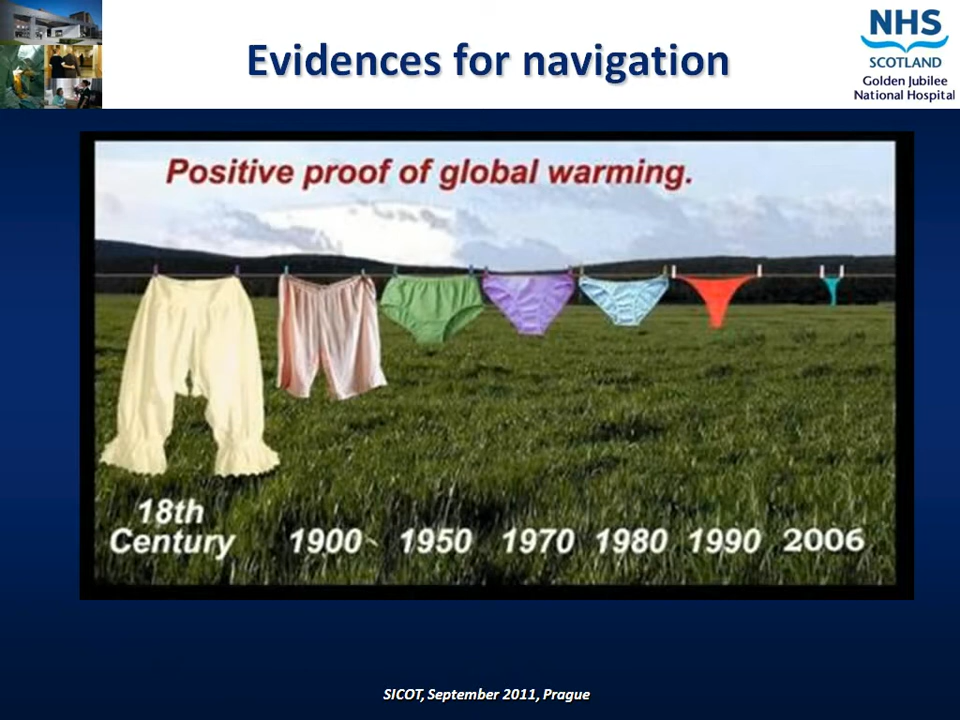 Evidences for navigation
NHS
SCOTLAND
Golden Jubilee
National Hospital
Positive proof of global warming.
18th
Century
1900
1950
1970
1980
1990
2006
SICOT, September 2011, Prague